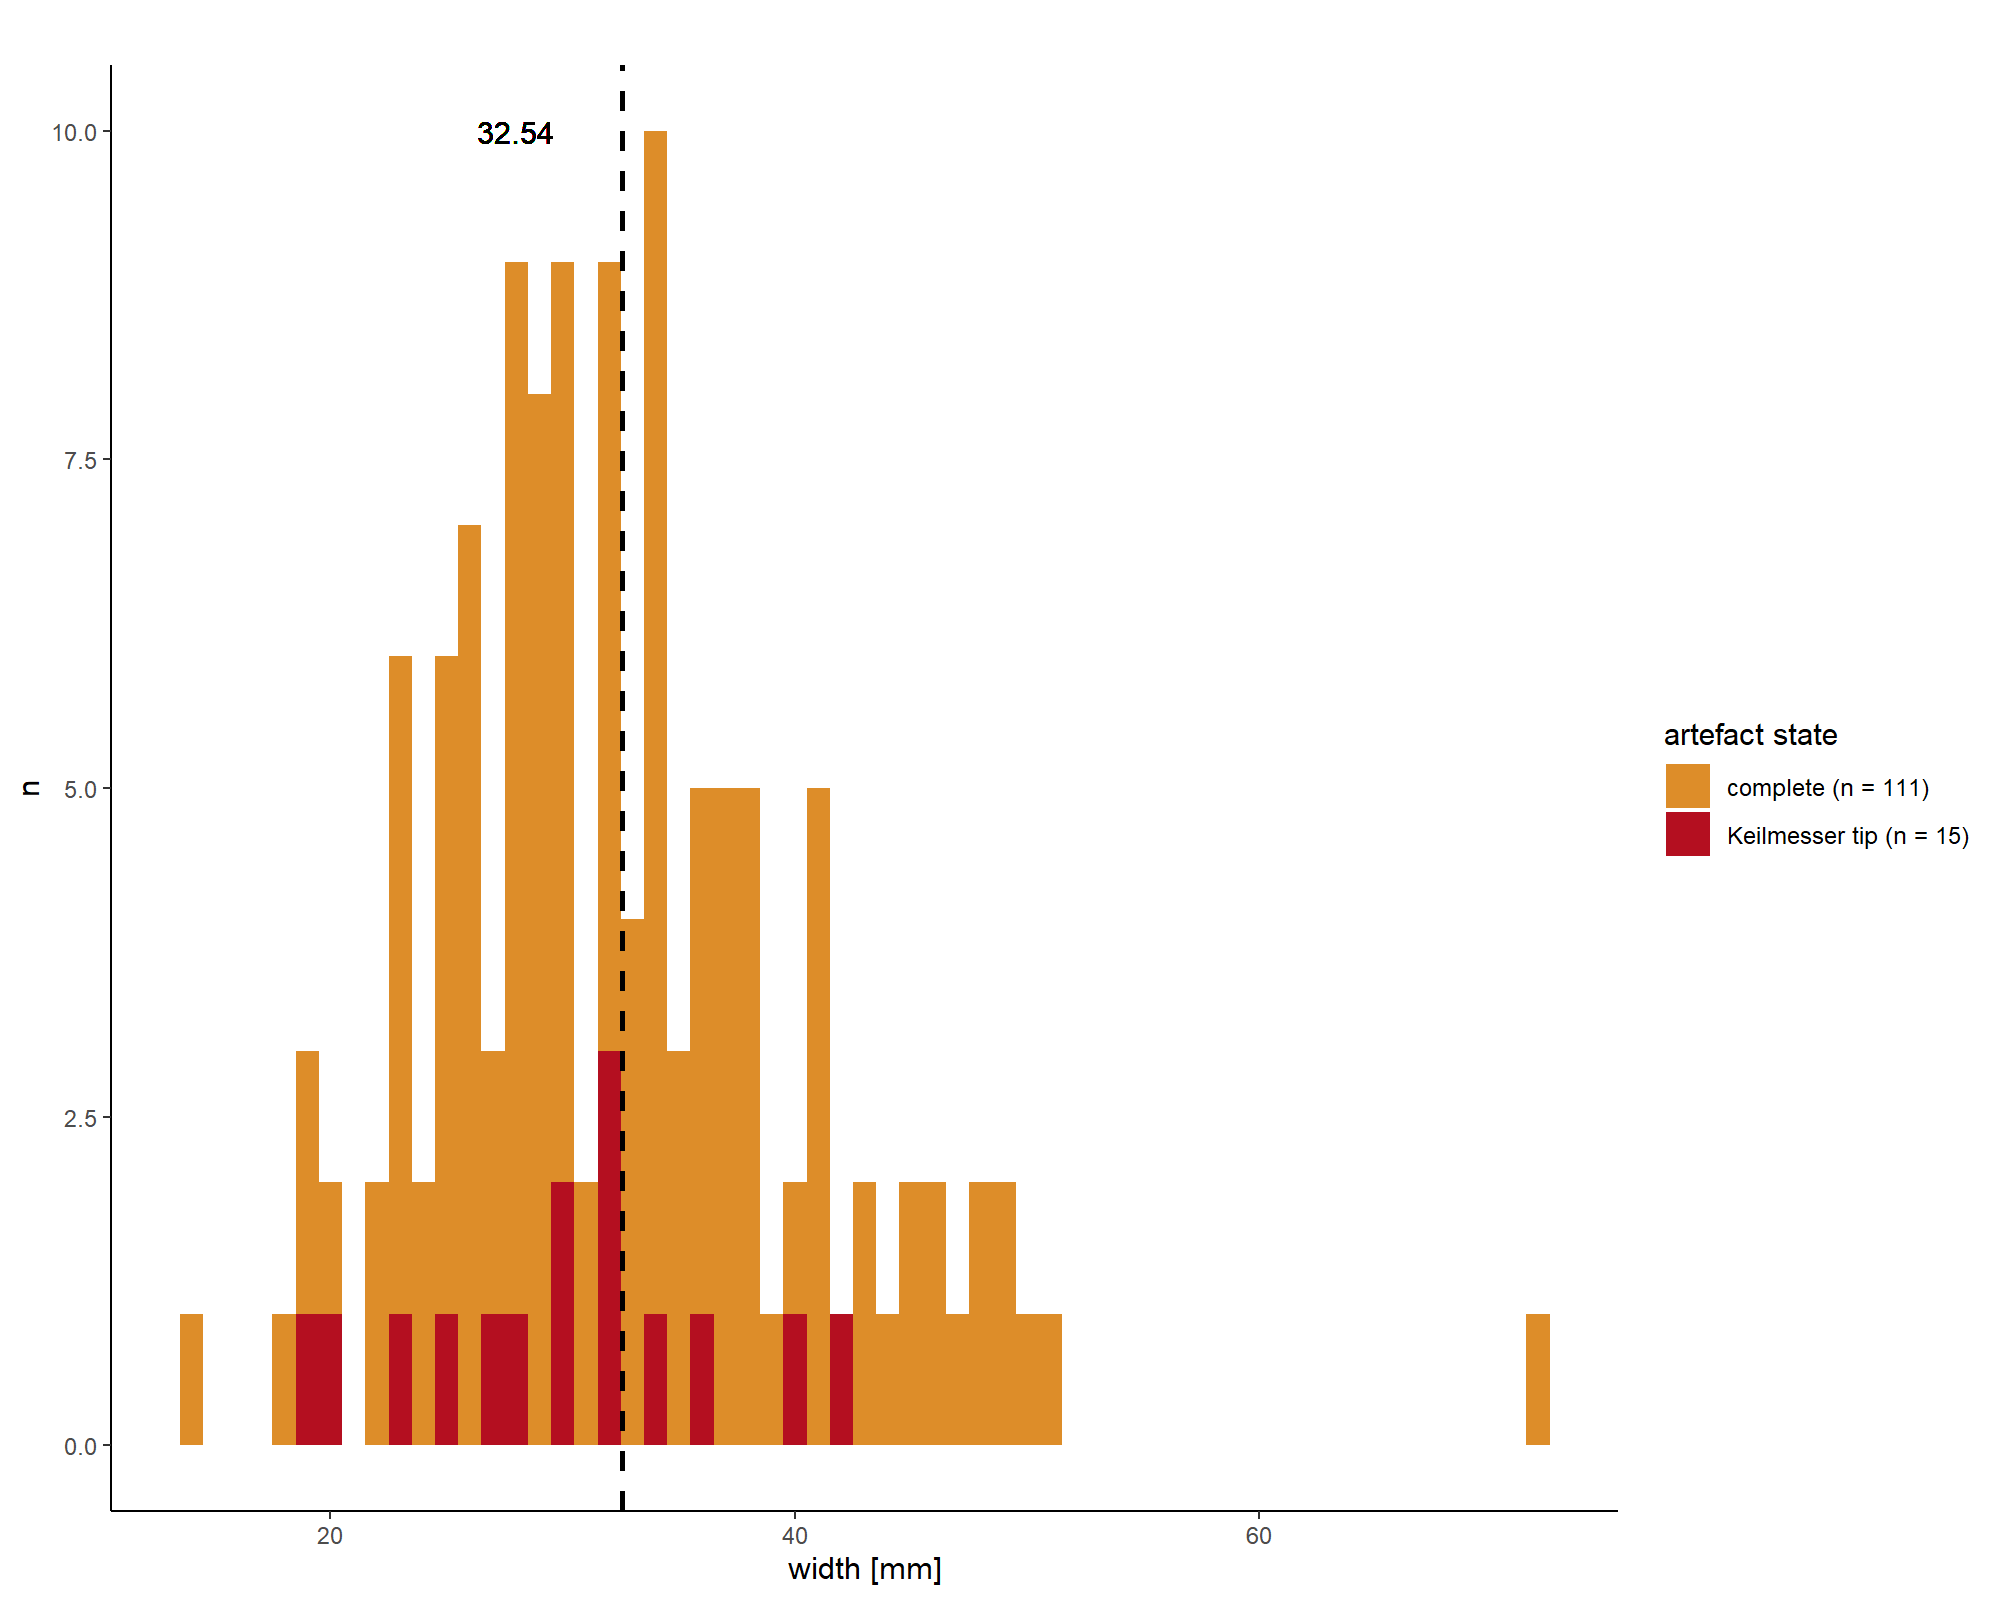 32.54
10.0
7.5
5.0
2.5
0.0
n
20
40
60
width [mm]
artefact state
complete (n = 111)
Keilmesser tip (n = 15)